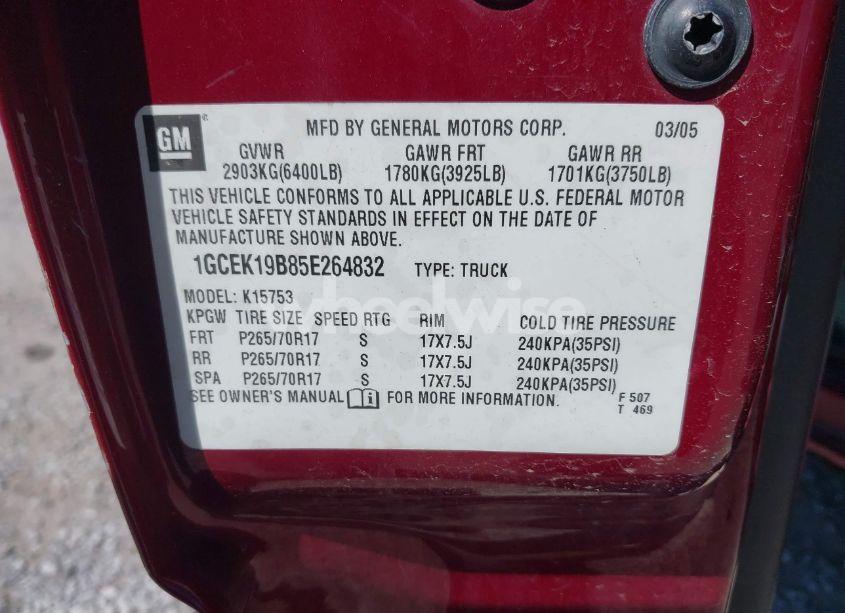 GM ® MFD BY GENERAL MOTORS CORP. 03/05
GVWR GAWR FRT GAWR RR
2903KG(6400LB) 1780KG(3925LB) 1701KG(3750LB)
THIS VEHICLE CONFORMS TO ALL APPLICABLE U.S. FEDERAL MOTOR
VEHICLE SAFETY STANDARDS IN EFFECT ON THE DATE OF
MANUFACTURE SHOWN ABOVE.
1GCEK19B85E264832 TYPE: TRUCK
MODEL: K15753
wheelwise
KPGW TIRE SIZE SPEED RTG RIM COLD TIRE PRESSURE
FRT P265/70R17 S 17X7.5J 240KPA(35PSI)
RR P265/70R17 S 17X7.5J 240KPA(35PSI)
SPA P265/70R17 S 17X7.5J 240KPA(35PSI)
SEE OWNER'S MANUAL i FOR MORE INFORMATION. F 507
T 469